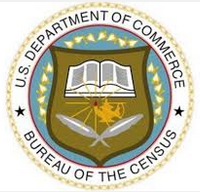 U.S. DEPARTMENT OF COMMERCE
BUREAU OF THE CENSUS